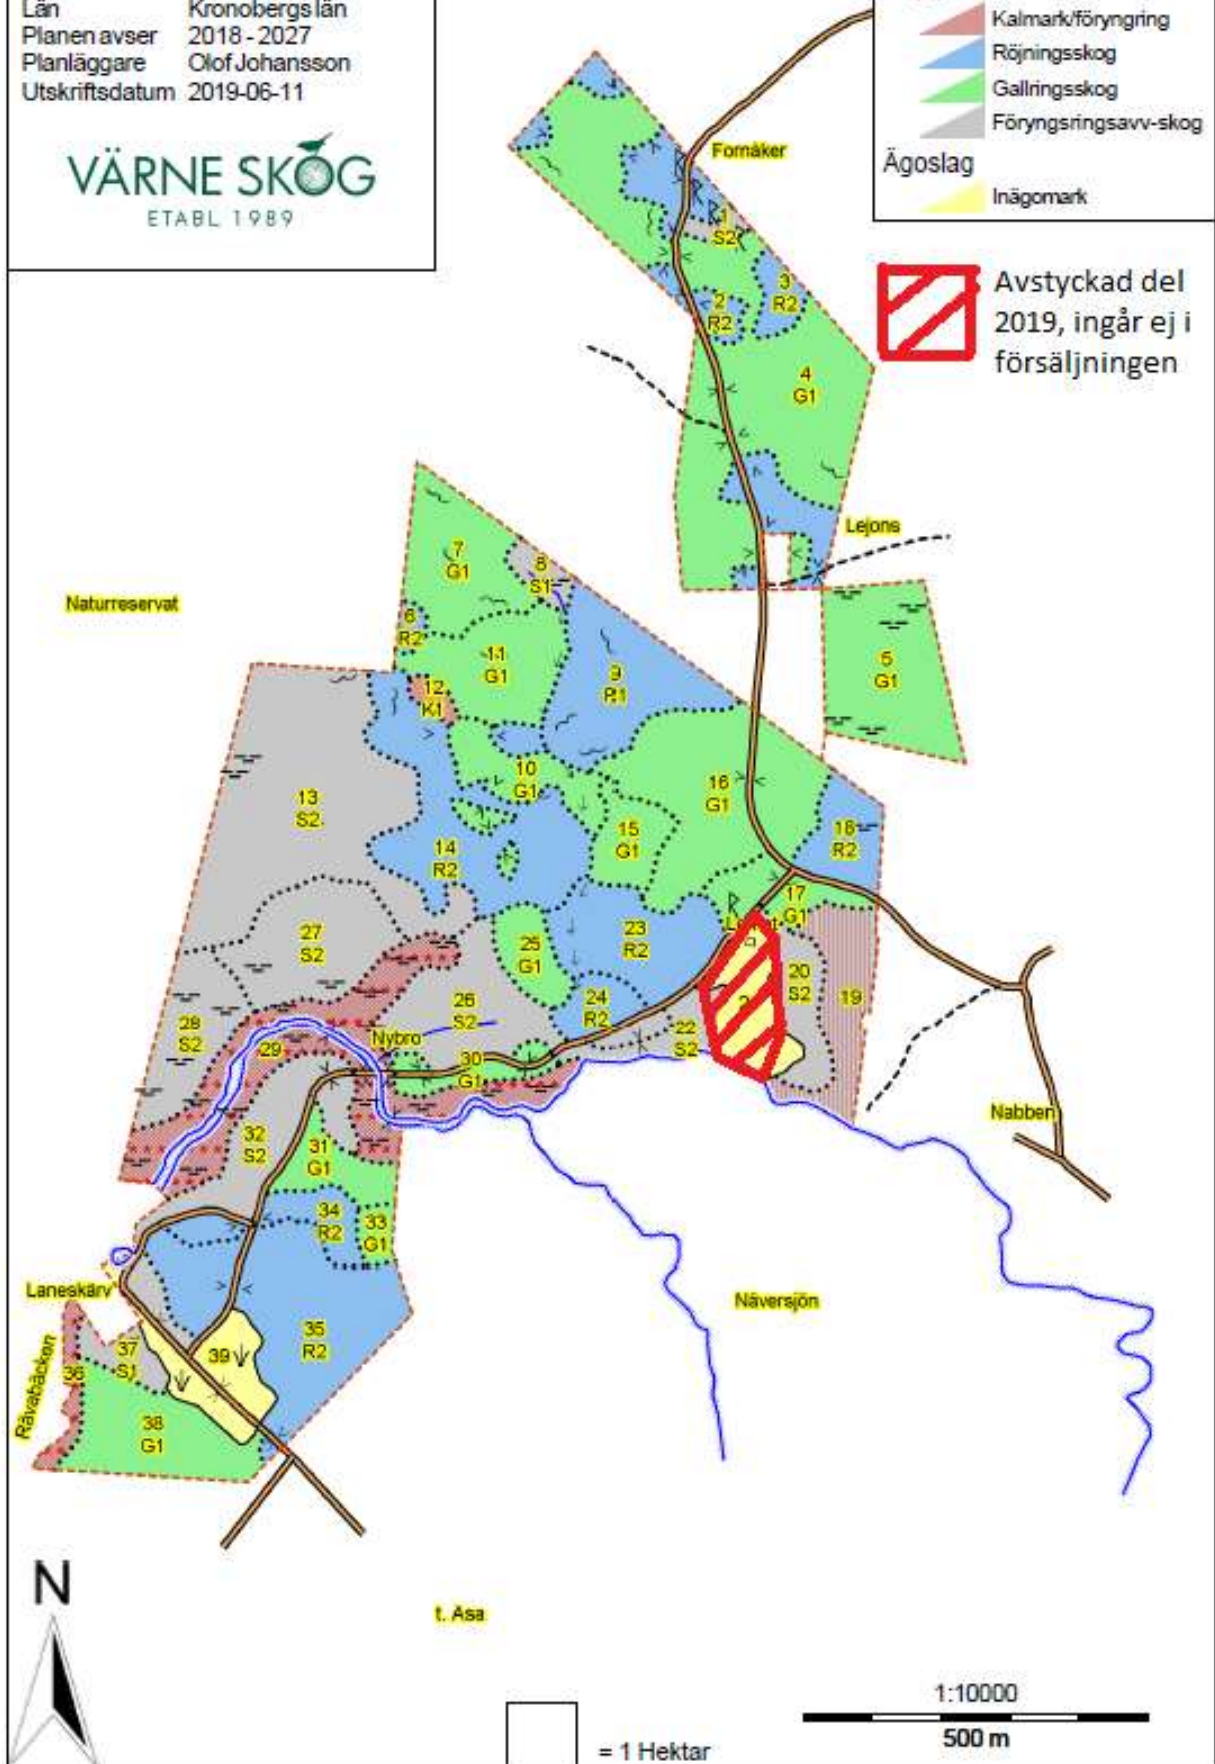 Län Kronobergs län
Planen avser 2018 - 2027
Planläggare Olof Johansson
Utskriftsdatum 2019-06-11
VÄRNE SKOG
ETABL 1989
Kalmark/föryngring
Röjningsskog
Gallringsskog
Föryngsringsavv-skog
Ägoslag
Inägomark
Avstyckad del
2019, ingår ej i
försäljningen
Fornåker
1
S2
3
R2
2
R2
4
G1
Lejons
7
G1
8
S1
Naturreservat
6
R2
11
G1
9
R1
5
G1
12
K1
10
G1
16
G1
13
S2
15
G1
18
R2
14
R2
17
G1
27
S2
25
G1
23
R2
20
S2
19
26
S2
24
R2
28
S2
Nybro
22
S2
29
30
G1
Nabben
32
S2
31
G1
34
R2
33
G1
Laneskärv
Näversjön
35
R2
37
S1
39
36
Rävabäcken
38
G1
N
t. Asa
1:10000
500 m
= 1 Hektar